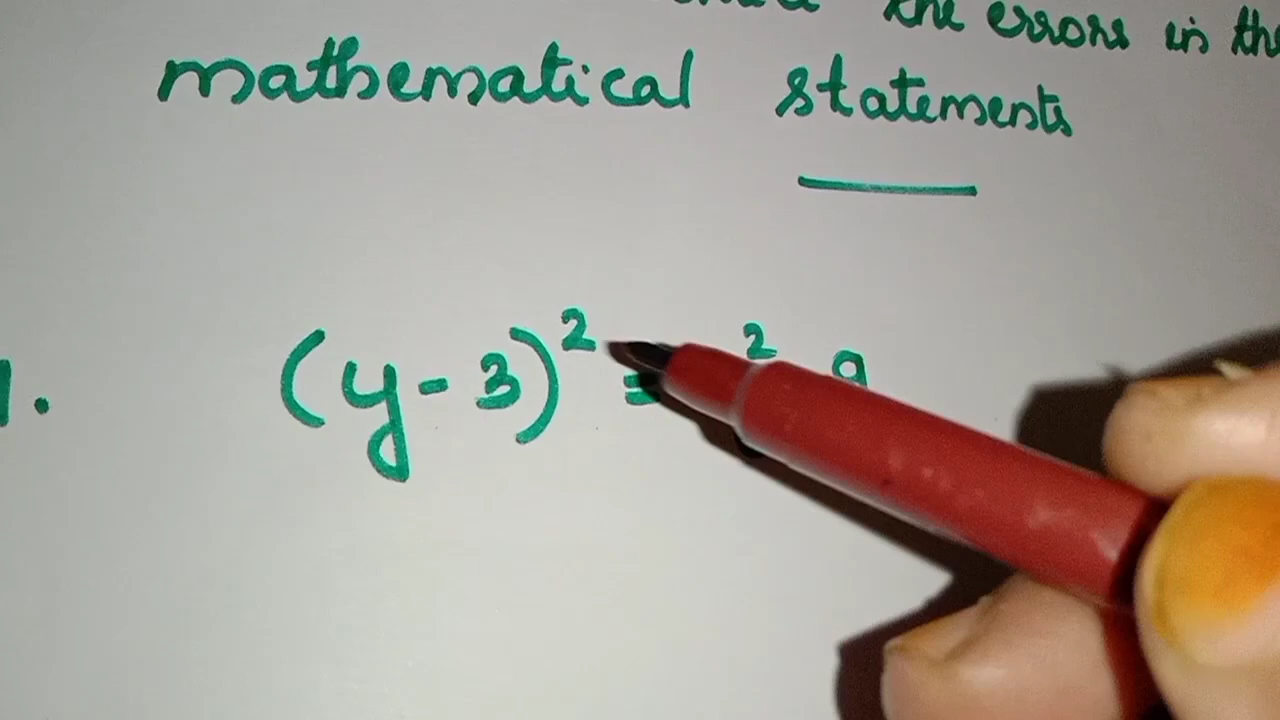 the errors in the
mathematical statements
1. (y-3)² = ² 9